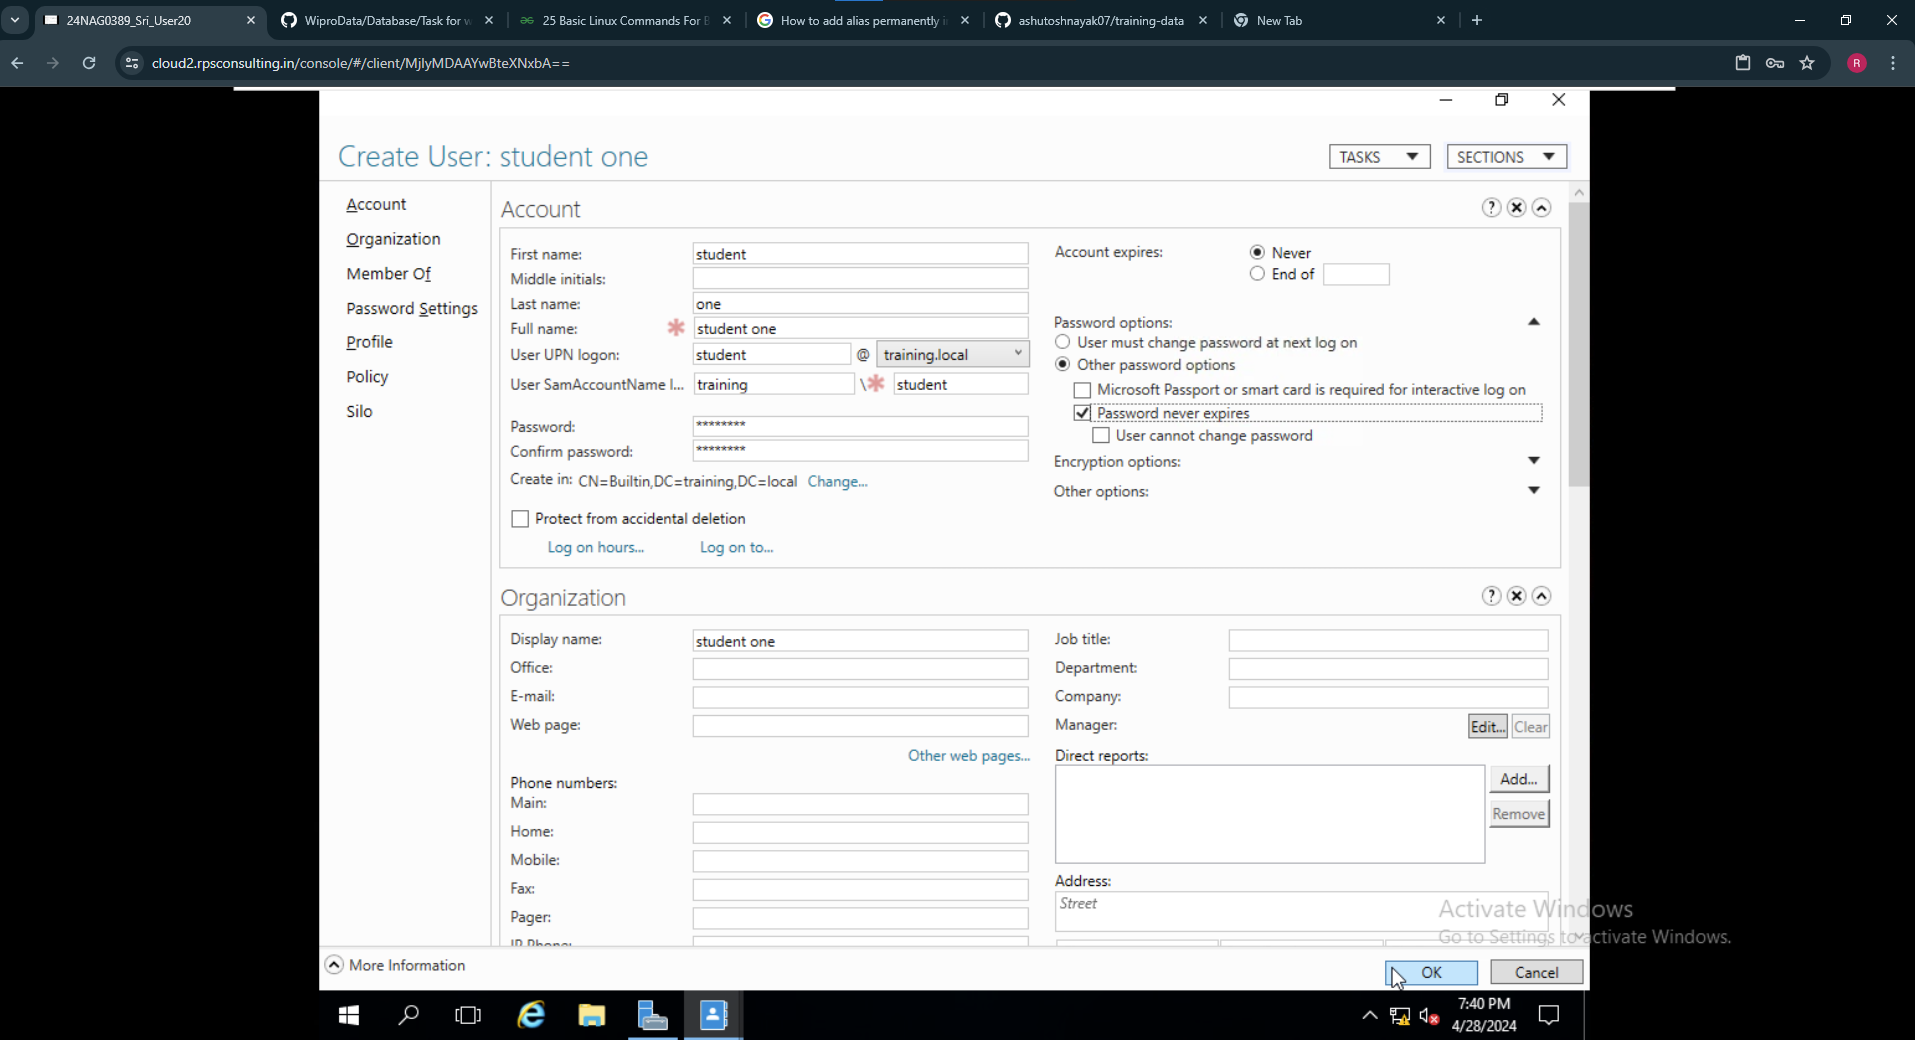 24NAG0389_Sri_User20
WiproData/Database/Task for w
25 Basic Linux Commands For B
How to add alias permanently i
ashutoshnayak07/training-data
New Tab
cloud2.rpsconsulting.in/console/#/client/MjIyMDAAYwBteXNxbA==
R
Create User: student one
TASKS
SECTIONS
Account
Organization
Member Of
Password Settings
Profile
Policy
Silo
Account
First name: student
Middle initials:
Last name: one
Full name: * student one
User UPN logon: student @ training.local
User SamAccountName l... training \* student
Password: ********
Confirm password: ********
Create in: CN=Builtin,DC=training,DC=local Change...
Protect from accidental deletion
Log on hours... Log on to...
Account expires: Never
End of
Password options:
User must change password at next log on
Other password options
Microsoft Passport or smart card is required for interactive log on
Password never expires
User cannot change password
Encryption options:
Other options:
Organization
Display name: student one
Office:
E-mail:
Web page:
Other web pages...
Phone numbers:
Main:
Home:
Mobile:
Fax:
Pager:
IP Phone:
Job title:
Department:
Company:
Manager: Edit... Clear
Direct reports:
Add...
Remove
Address:
Street
Activate Windows
Go to Settings to activate Windows.
More Information
OK Cancel
7:40 PM
4/28/2024